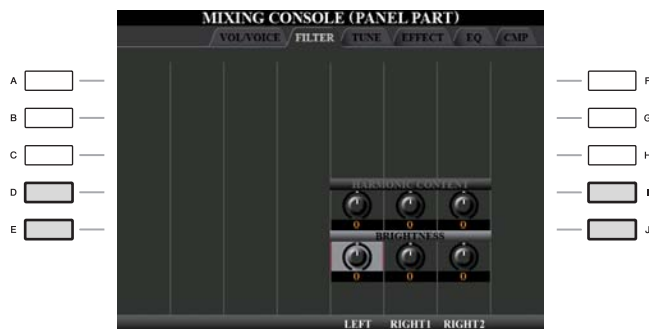 MIXING CONSOLE (PANEL PART)
VOL/VOICE FILTER TUNE EFFECT EQ CMP
A
F
B
G
C
H
HARMONIC CONTENT
D
I
0 0 0
BRIGHTNESS
E
J
0 0 0
LEFT RIGHT1 RIGHT2